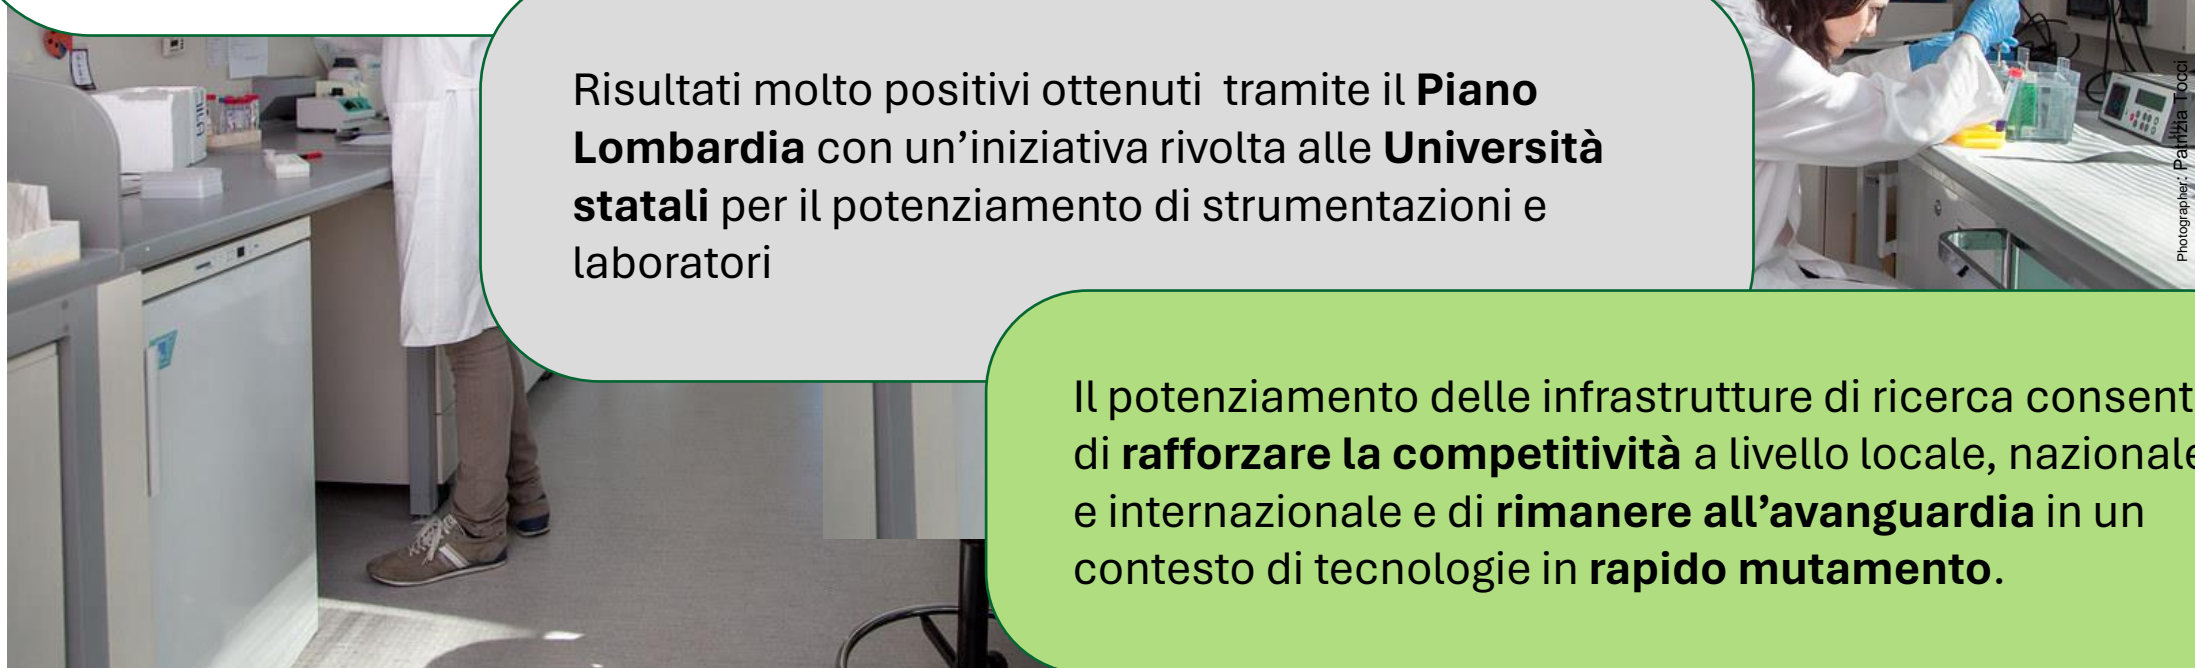 Risultati molto positivi ottenuti tramite il Piano
Lombardia con un’iniziativa rivolta alle Università
statali per il potenziamento di strumentazioni e
laboratori
Il potenziamento delle infrastrutture di ricerca consent
di rafforzare la competitività a livello locale, nazionale
e internazionale e di rimanere all’avanguardia in un
contesto di tecnologie in rapido mutamento.
Photographer: Patrizia Tocci